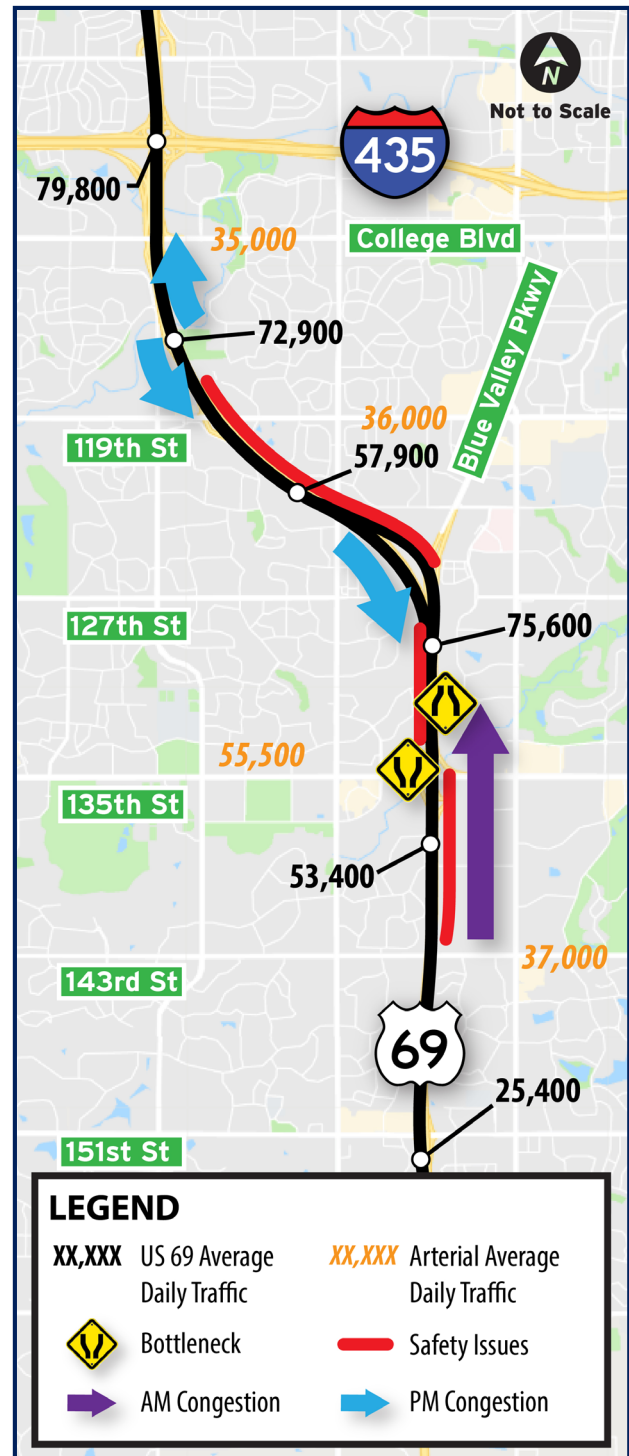 N
Not to Scale
435
79,800
35,000
College Blvd
72,900
Blue Valley Pkwy
36,000
119th St
57,900
127th St
75,600
55,500
135th St
53,400
37,000
143rd St
69
25,400
151st St
LEGEND
XX,XXX US 69 Average
Daily Traffic
XX,XXX Arterial Average
Daily Traffic
Bottleneck
Safety Issues
AM Congestion
PM Congestion